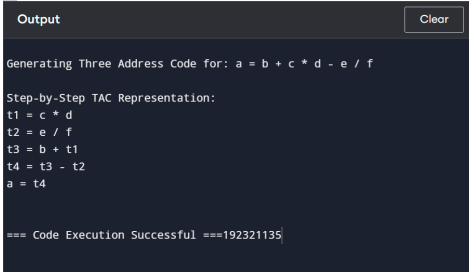 Output
Clear
Generating Three Address Code for: a = b + c * d - e / f
Step-by-Step TAC Representation:
t1 = c * d
t2 = e / f
t3 = b + t1
t4 = t3 - t2
a = t4
=== Code Execution Successful ===192321135